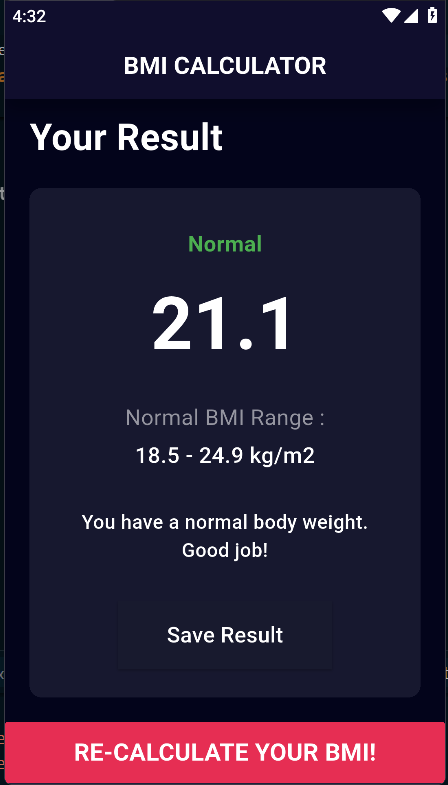 4:32
BMI CALCULATOR
Your Result
Normal
21.1
Normal BMI Range :
18.5 - 24.9 kg/m2
You have a normal body weight.
Good job!
Save Result
RE-CALCULATE YOUR BMI!